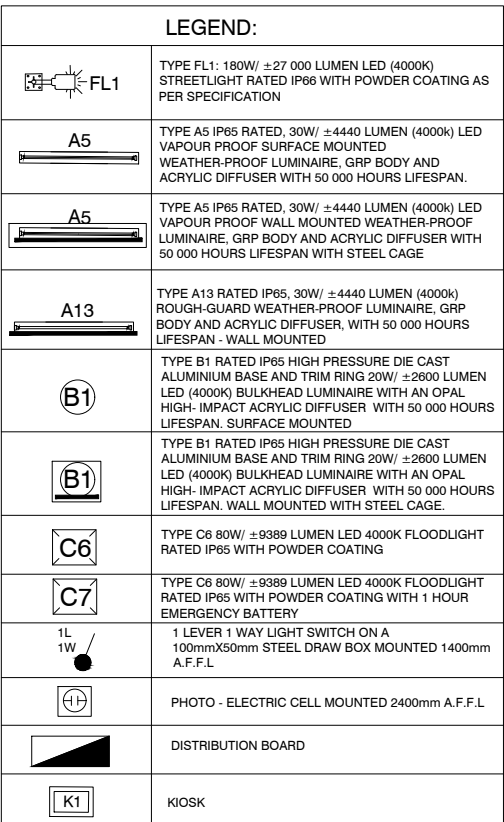 LEGEND:
FL1
TYPE FL1: 180W/ ±27 000 LUMEN LED (4000K)
STREETLIGHT RATED IP66 WITH POWDER COATING AS
PER SPECIFICATION
A5
TYPE A5 IP65 RATED, 30W/ ±4440 LUMEN (4000k) LED
VAPOUR PROOF SURFACE MOUNTED
WEATHER-PROOF LUMINAIRE, GRP BODY AND
ACRYLIC DIFFUSER WITH 50 000 HOURS LIFESPAN.
A5
TYPE A5 IP65 RATED, 30W/ ±4440 LUMEN (4000k) LED
VAPOUR PROOF WALL MOUNTED WEATHER-PROOF
LUMINAIRE, GRP BODY AND ACRYLIC DIFFUSER WITH
50 000 HOURS LIFESPAN WITH STEEL CAGE
A13
TYPE A13 RATED IP65, 30W/ ±4440 LUMEN (4000k)
ROUGH-GUARD WEATHER-PROOF LUMINAIRE, GRP
BODY AND ACRYLIC DIFFUSER, WITH 50 000 HOURS
LIFESPAN - WALL MOUNTED
B1
TYPE B1 RATED IP65 HIGH PRESSURE DIE CAST
ALUMINIUM BASE AND TRIM RING 20W/ ±2600 LUMEN
LED (4000K) BULKHEAD LUMINAIRE WITH AN OPAL
HIGH- IMPACT ACRYLIC DIFFUSER WITH 50 000 HOURS
LIFESPAN. SURFACE MOUNTED
B1
TYPE B1 RATED IP65 HIGH PRESSURE DIE CAST
ALUMINIUM BASE AND TRIM RING 20W/ ±2600 LUMEN
LED (4000K) BULKHEAD LUMINAIRE WITH AN OPAL
HIGH- IMPACT ACRYLIC DIFFUSER WITH 50 000 HOURS
LIFESPAN. WALL MOUNTED WITH STEEL CAGE.
C6
TYPE C6 80W/ ±9389 LUMEN LED 4000K FLOODLIGHT
RATED IP65 WITH POWDER COATING
C7
TYPE C6 80W/ ±9389 LUMEN LED 4000K FLOODLIGHT
RATED IP65 WITH POWDER COATING WITH 1 HOUR
EMERGENCY BATTERY
1L
1W
1 LEVER 1 WAY LIGHT SWITCH ON A
100mmX50mm STEEL DRAW BOX MOUNTED 1400mm
A.F.F.L
PHOTO - ELECTRIC CELL MOUNTED 2400mm A.F.F.L
DISTRIBUTION BOARD
K1
KIOSK